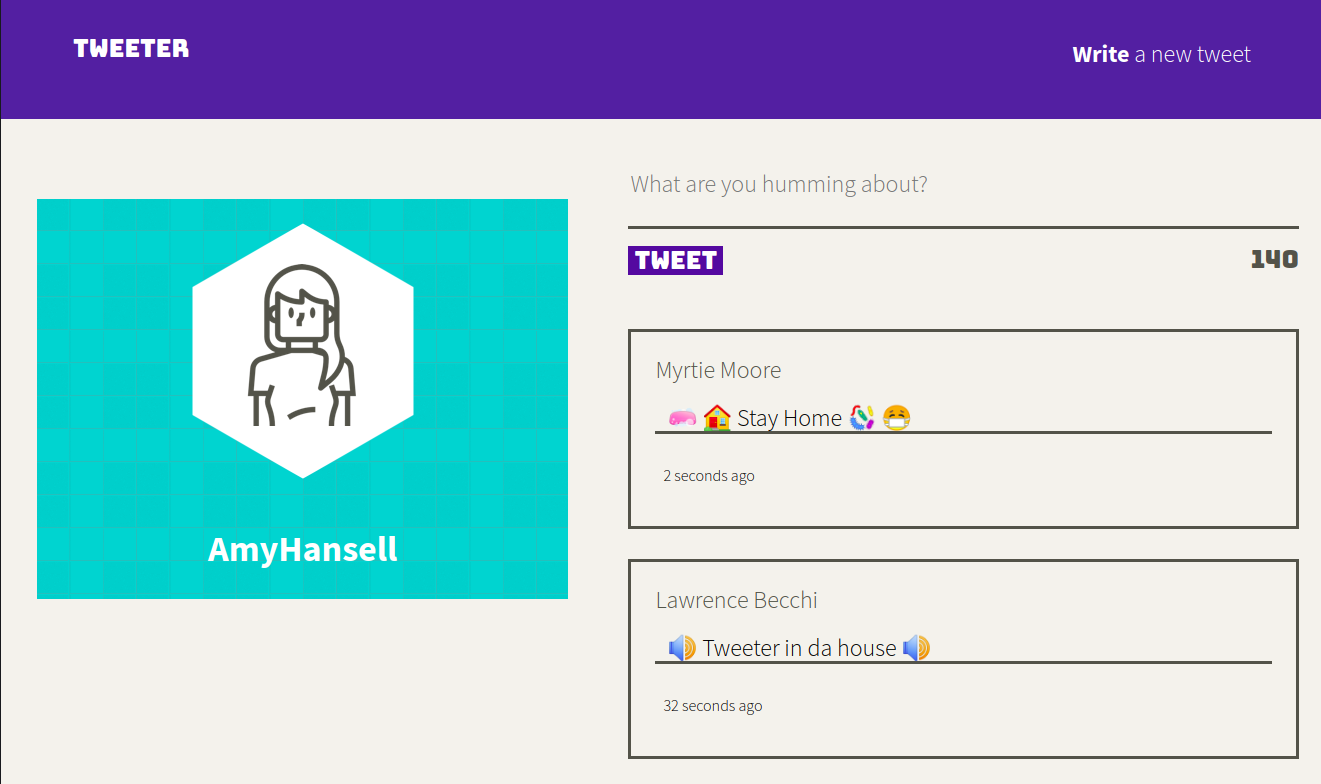 TWEETER
Write a new tweet
What are you humming about?
TWEET
140
AmyHansell
Myrtie Moore
🏠 Stay Home 😷
2 seconds ago
Lawrence Becchi
🔊 Tweeter in da house 🔊
32 seconds ago